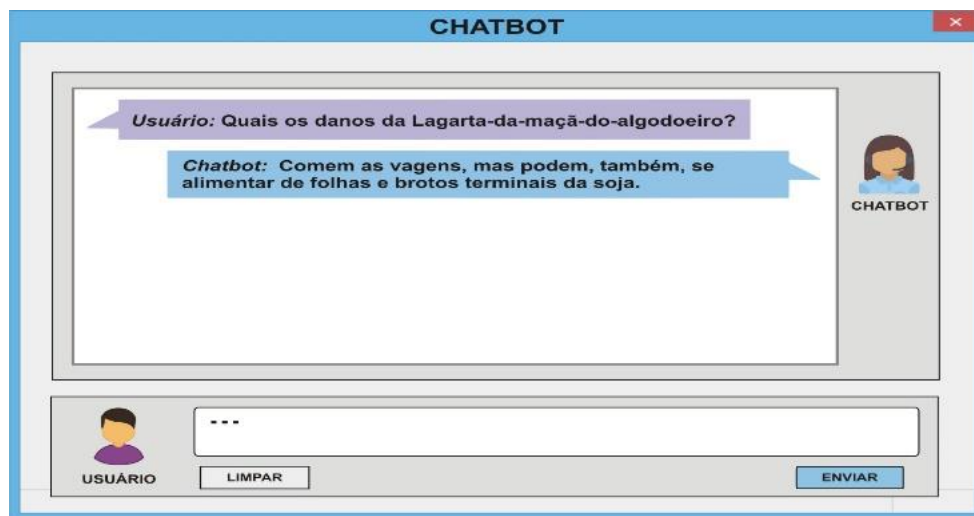 CHATBOT
×
Usuário: Quais os danos da Lagarta-da-maçã-do-algodoeiro?
Chatbot: Comem as vagens, mas podem, também, se
alimentar de folhas e brotos terminais da soja.
CHATBOT
---
USUÁRIO
LIMPAR
ENVIAR